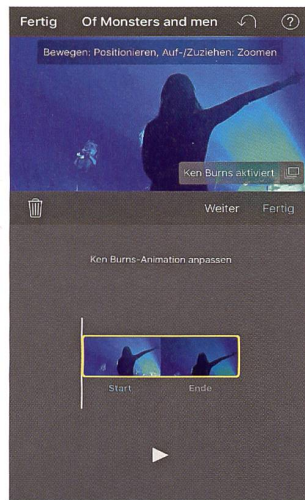 Fertig Of Monsters and men ?
Bewegen: Positionieren, Auf-/Zuziehen: Zoomen
Ken Burns aktiviert
Weiter Fertig
Ken Burns-Animation anpassen
Start Ende